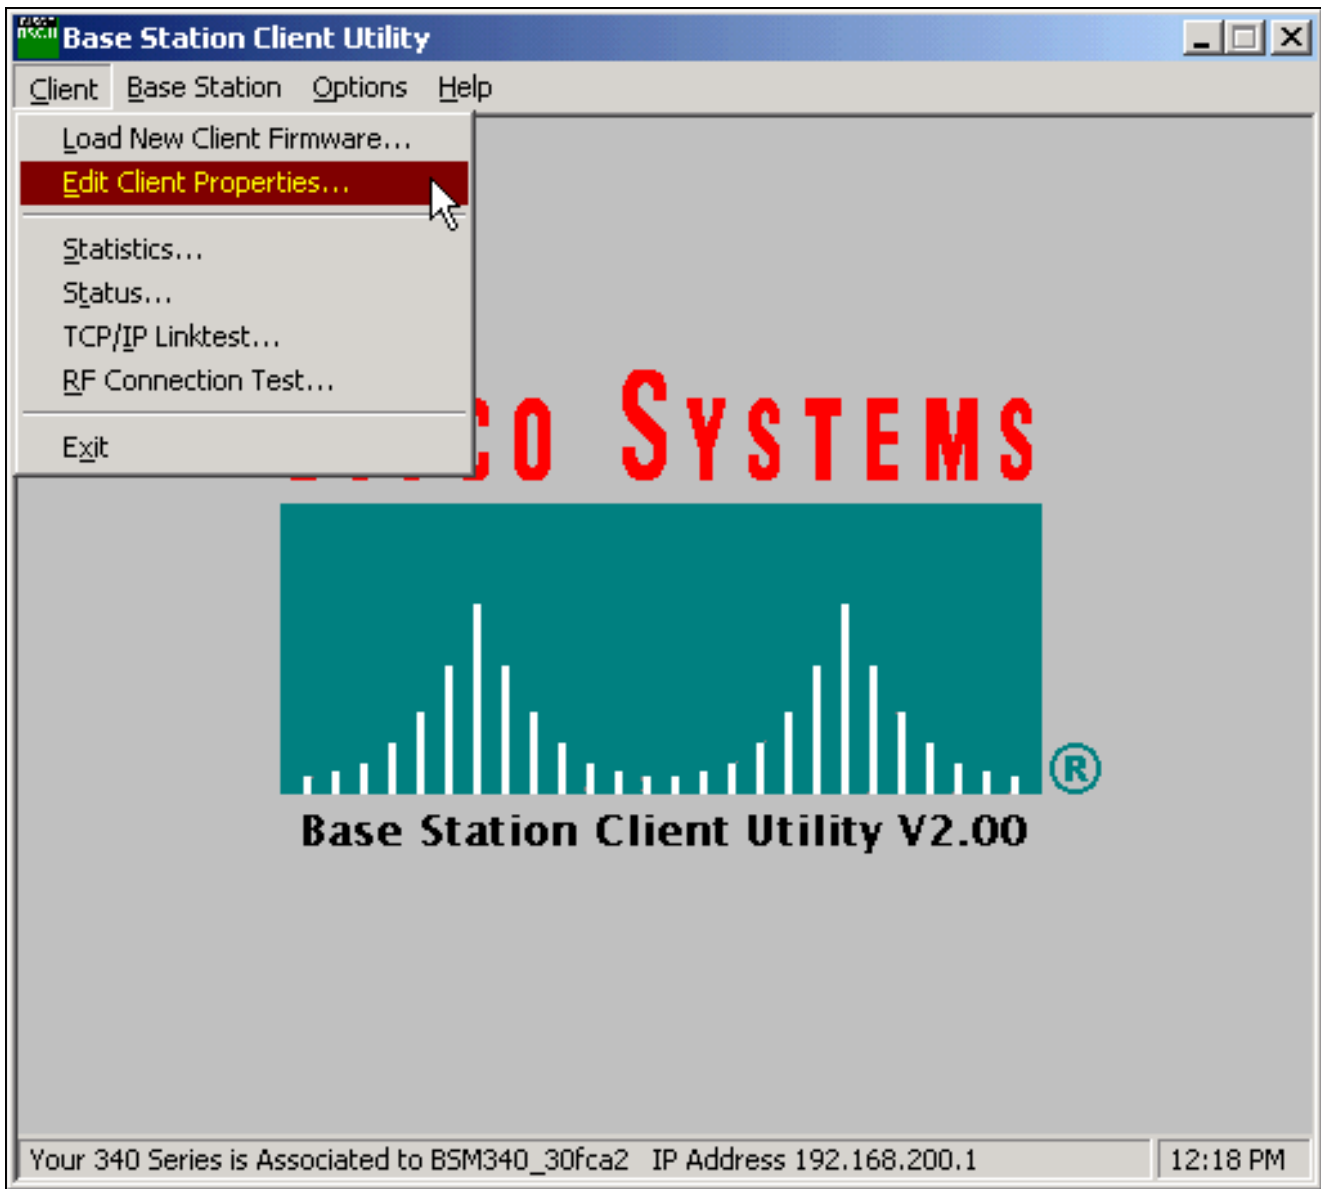 Base Station Client Utility
Client Base Station Options Help
Load New Client Firmware...
Edit Client Properties...
Statistics...
Status...
TCP/IP Linktest...
RF Connection Test...
Exit
SYSTEMS
®
Base Station Client Utility V2.00
Your 340 Series is Associated to BSM340_30fca2 IP Address 192.168.200.1
12:18 PM